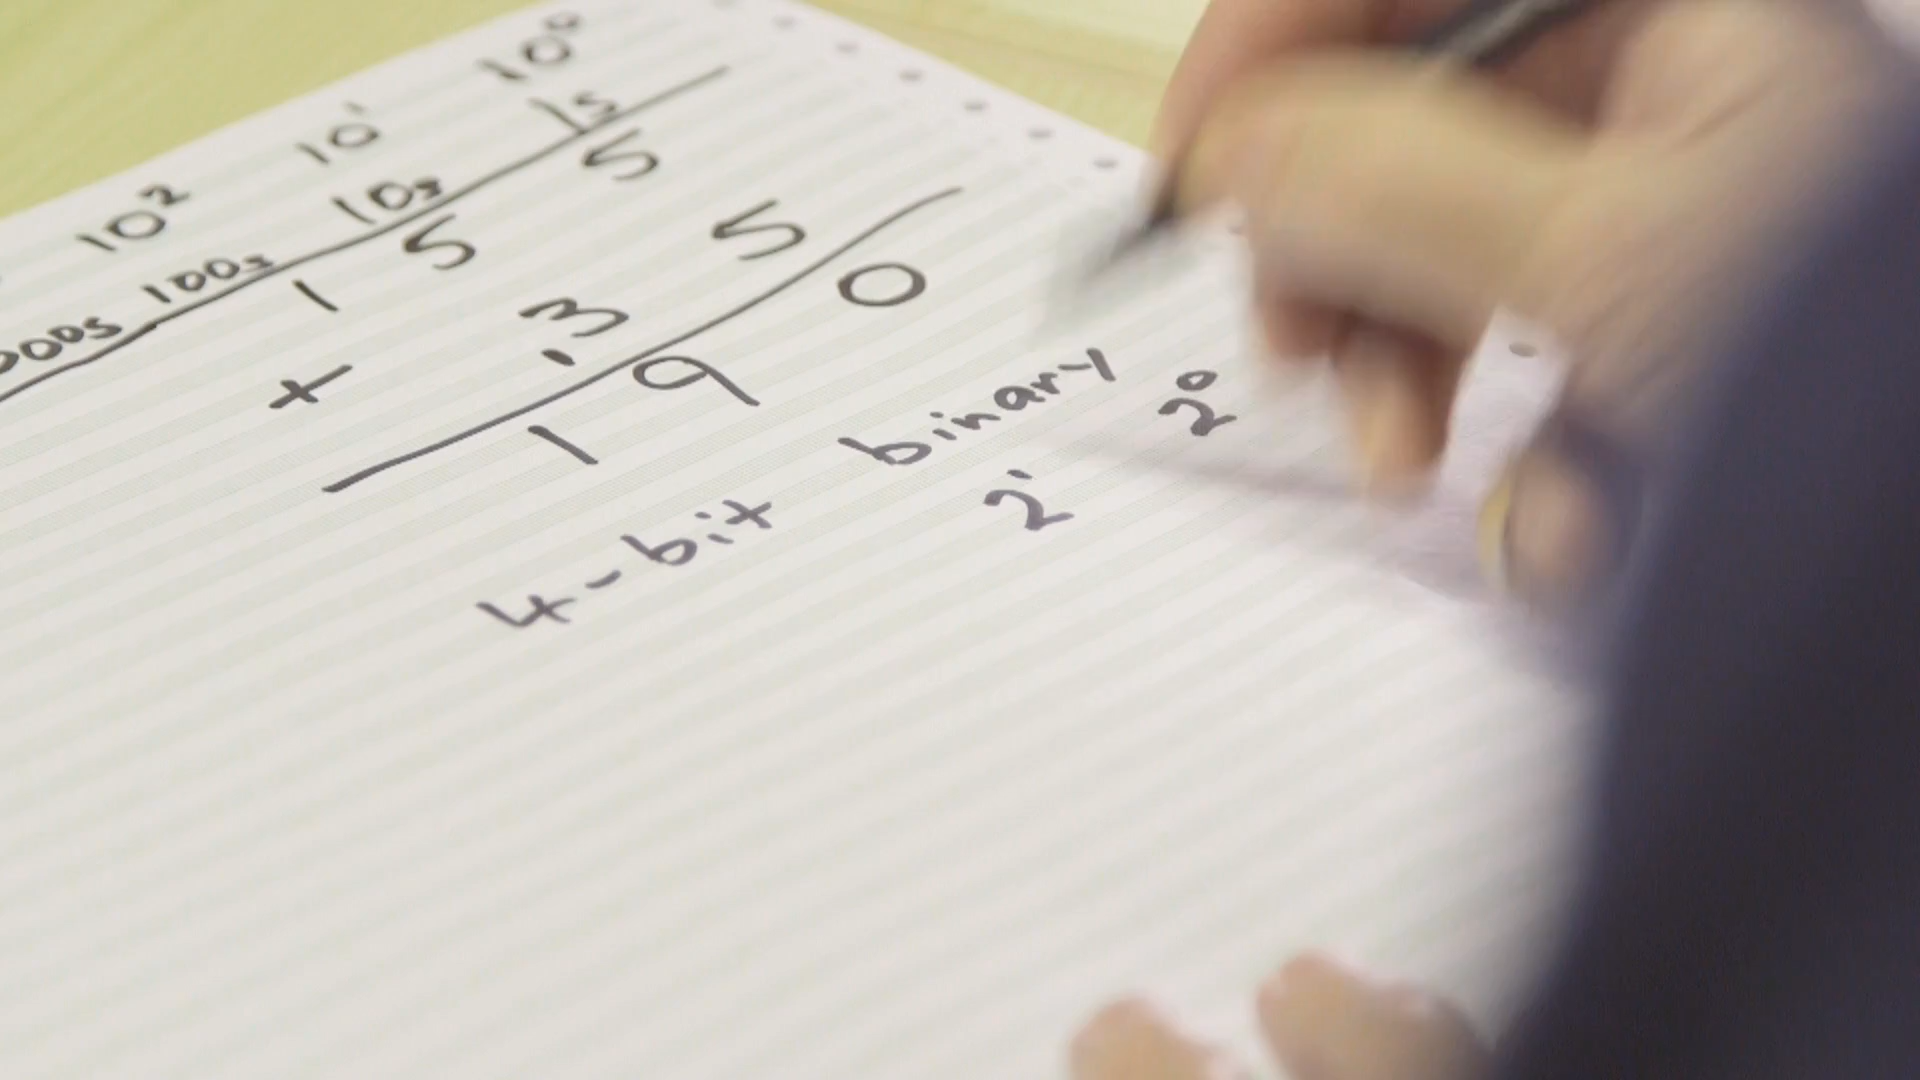 10² 10¹ 10⁰
000s 100s 10s 1s
1 5 5
+ 3 5
1 9 0
4-bit binary
2¹ 2⁰